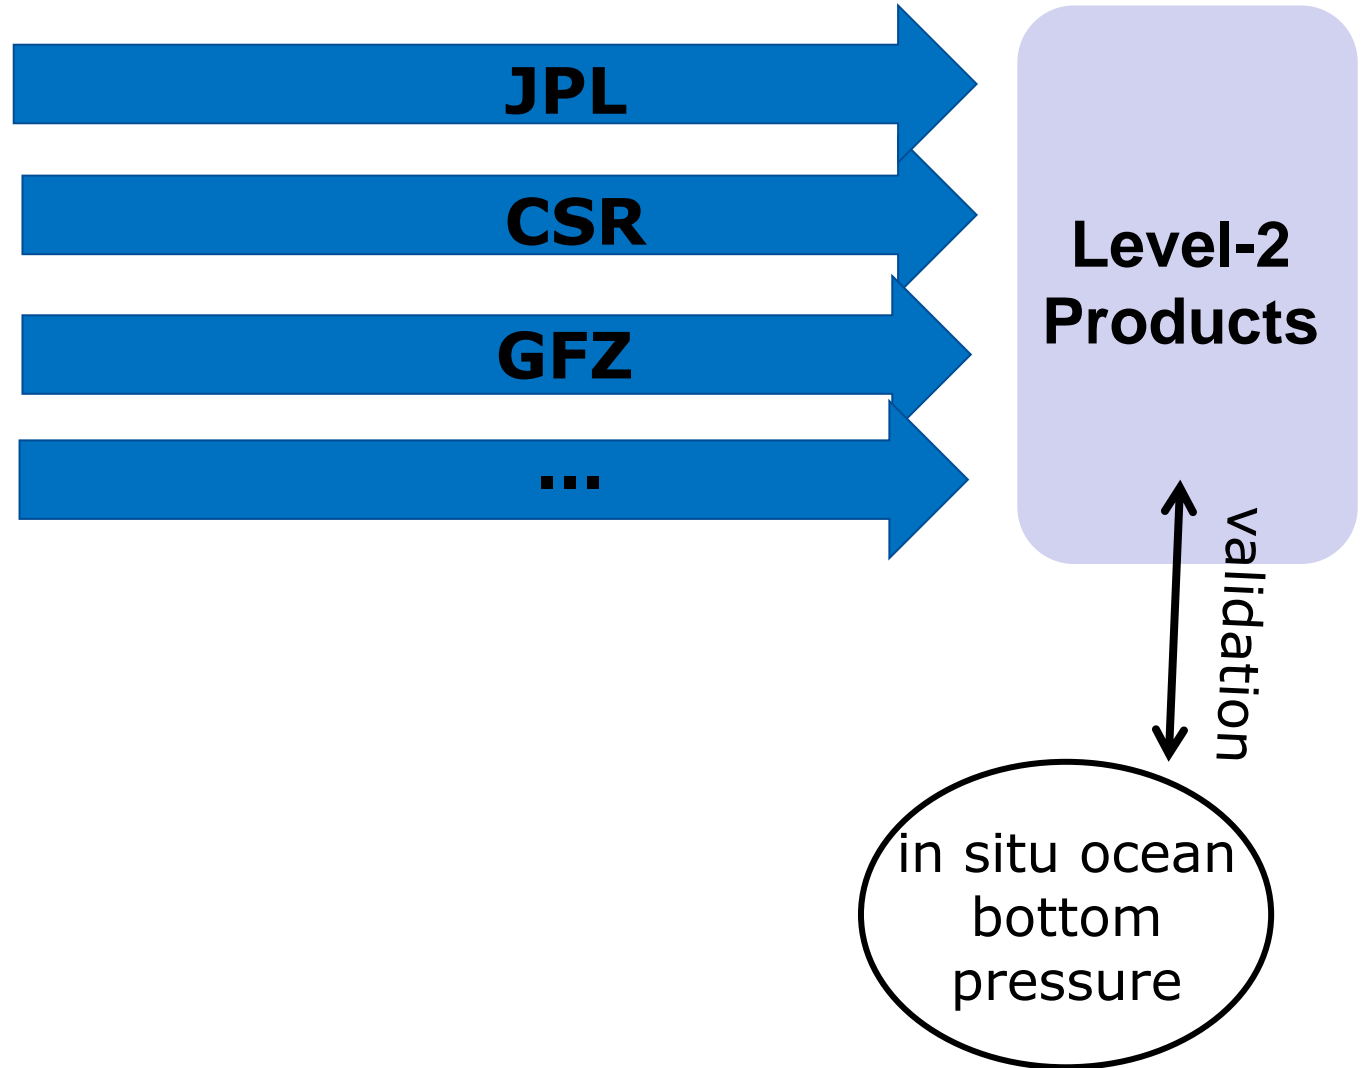 JPL
CSR
GFZ
...
Level-2
Products
validation
in situ ocean
bottom
pressure